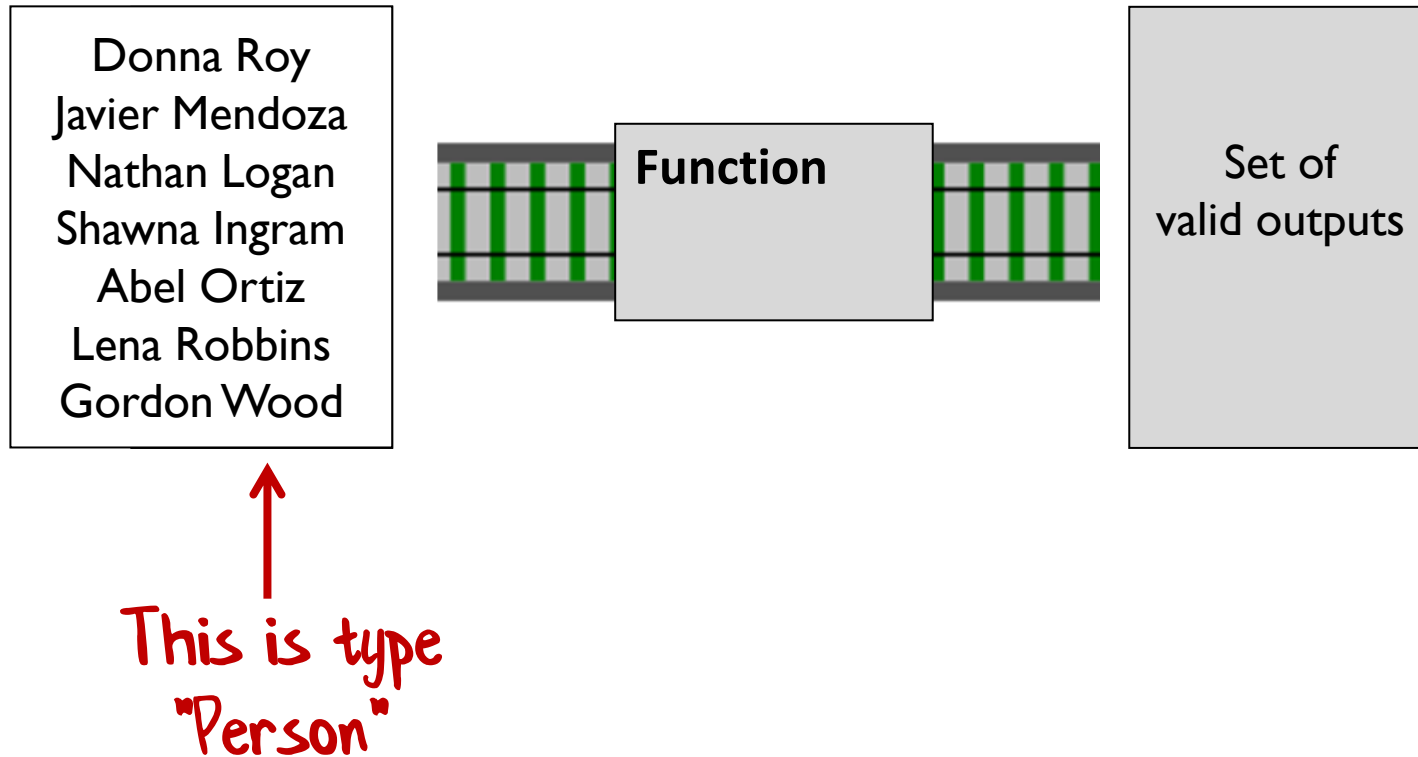 Donna Roy
Javier Mendoza
Nathan Logan
Shawna Ingram
Abel Ortiz
Lena Robbins
Gordon Wood
Function
Set of
valid outputs
This is type
"Person"